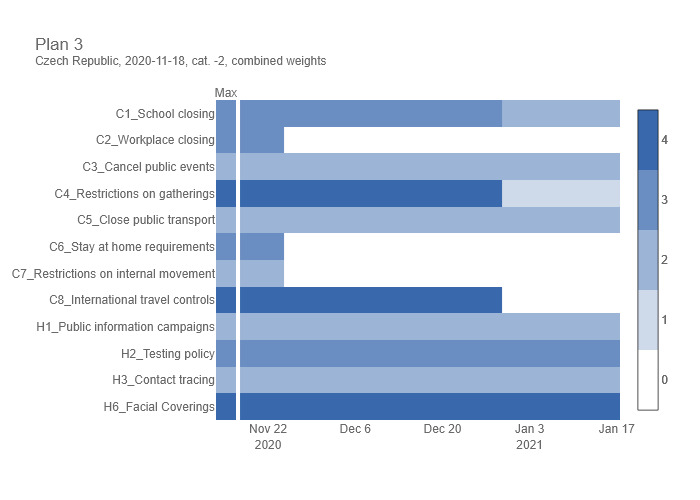 Plan 3
Czech Republic, 2020-11-18, cat. -2, combined weights
Max
C1_School closing
C2_Workplace closing
C3_Cancel public events
C4_Restrictions on gatherings
C5_Close public transport
C6_Stay at home requirements
C7_Restrictions on internal movement
C8_International travel controls
H1_Public information campaigns
H2_Testing policy
H3_Contact tracing
H6_Facial Coverings
4
3
2
1
0
Nov 22 Dec 6 Dec 20 Jan 3 Jan 17
2020 2021